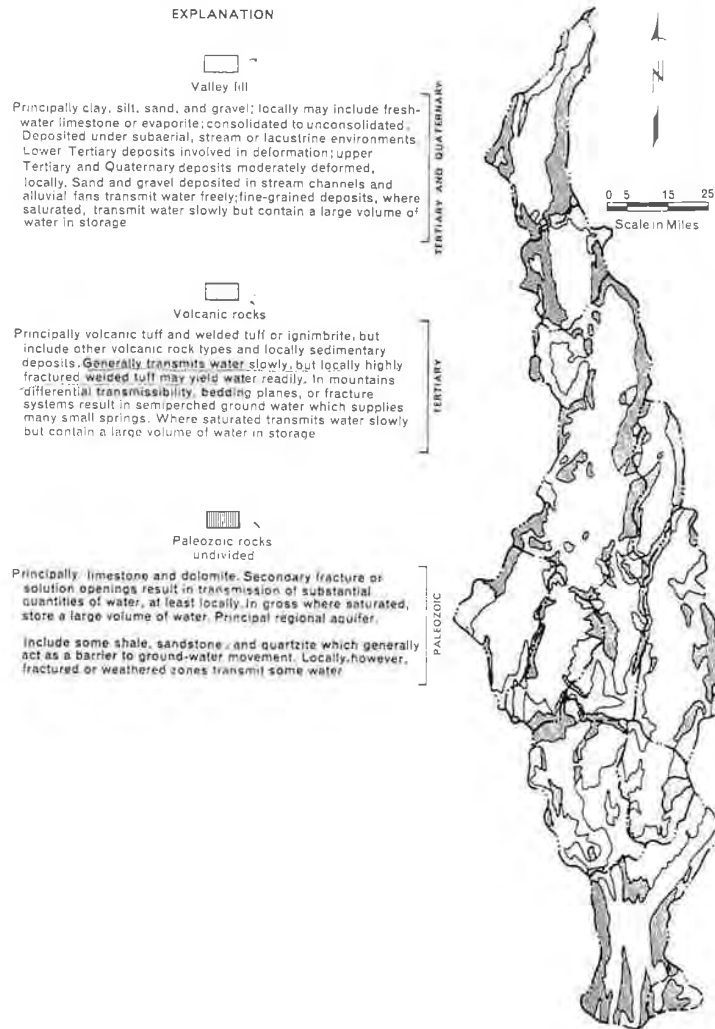 EXPLANATION
Valley fill
Principally clay, silt, sand, and gravel; locally may include fresh-
water limestone or evaporite; consolidated to unconsolidated.
Deposited under subaerial, stream or lacustrine environments
Lower Tertiary deposits involved in deformation; upper
Tertiary and Quaternary deposits moderately deformed,
locally. Sand and gravel deposited in stream channels and
alluvial fans transmit water freely; fine-grained deposits, where
saturated, transmit water slowly but contain a large volume of
water in storage
TERTIARY AND QUATERNARY
Volcanic rocks
Principally volcanic tuff and welded tuff or ignimbrite, but
include other volcanic rock types and locally sedimentary
deposits. Generally transmits water slowly, but locally highly
fractured welded tuff may yield water readily. In mountains
differential transmissibility, bedding planes, or fracture
systems result in semiperched ground water which supplies
many small springs. Where saturated transmits water slowly
but contain a large volume of water in storage
TERTIARY
Paleozoic rocks
undivided
Principally limestone and dolomite. Secondary fracture or
solution openings result in transmission of substantial
quantities of water, at least locally. In gross where saturated,
store a large volume of water. Principal regional aquifer.
Include some shale, sandstone, and quartzite which generally
act as a barrier to ground-water movement. Locally, however,
fractured or weathered zones transmit some water
PALEOZOIC
N
0 5 15 25
Scale in Miles